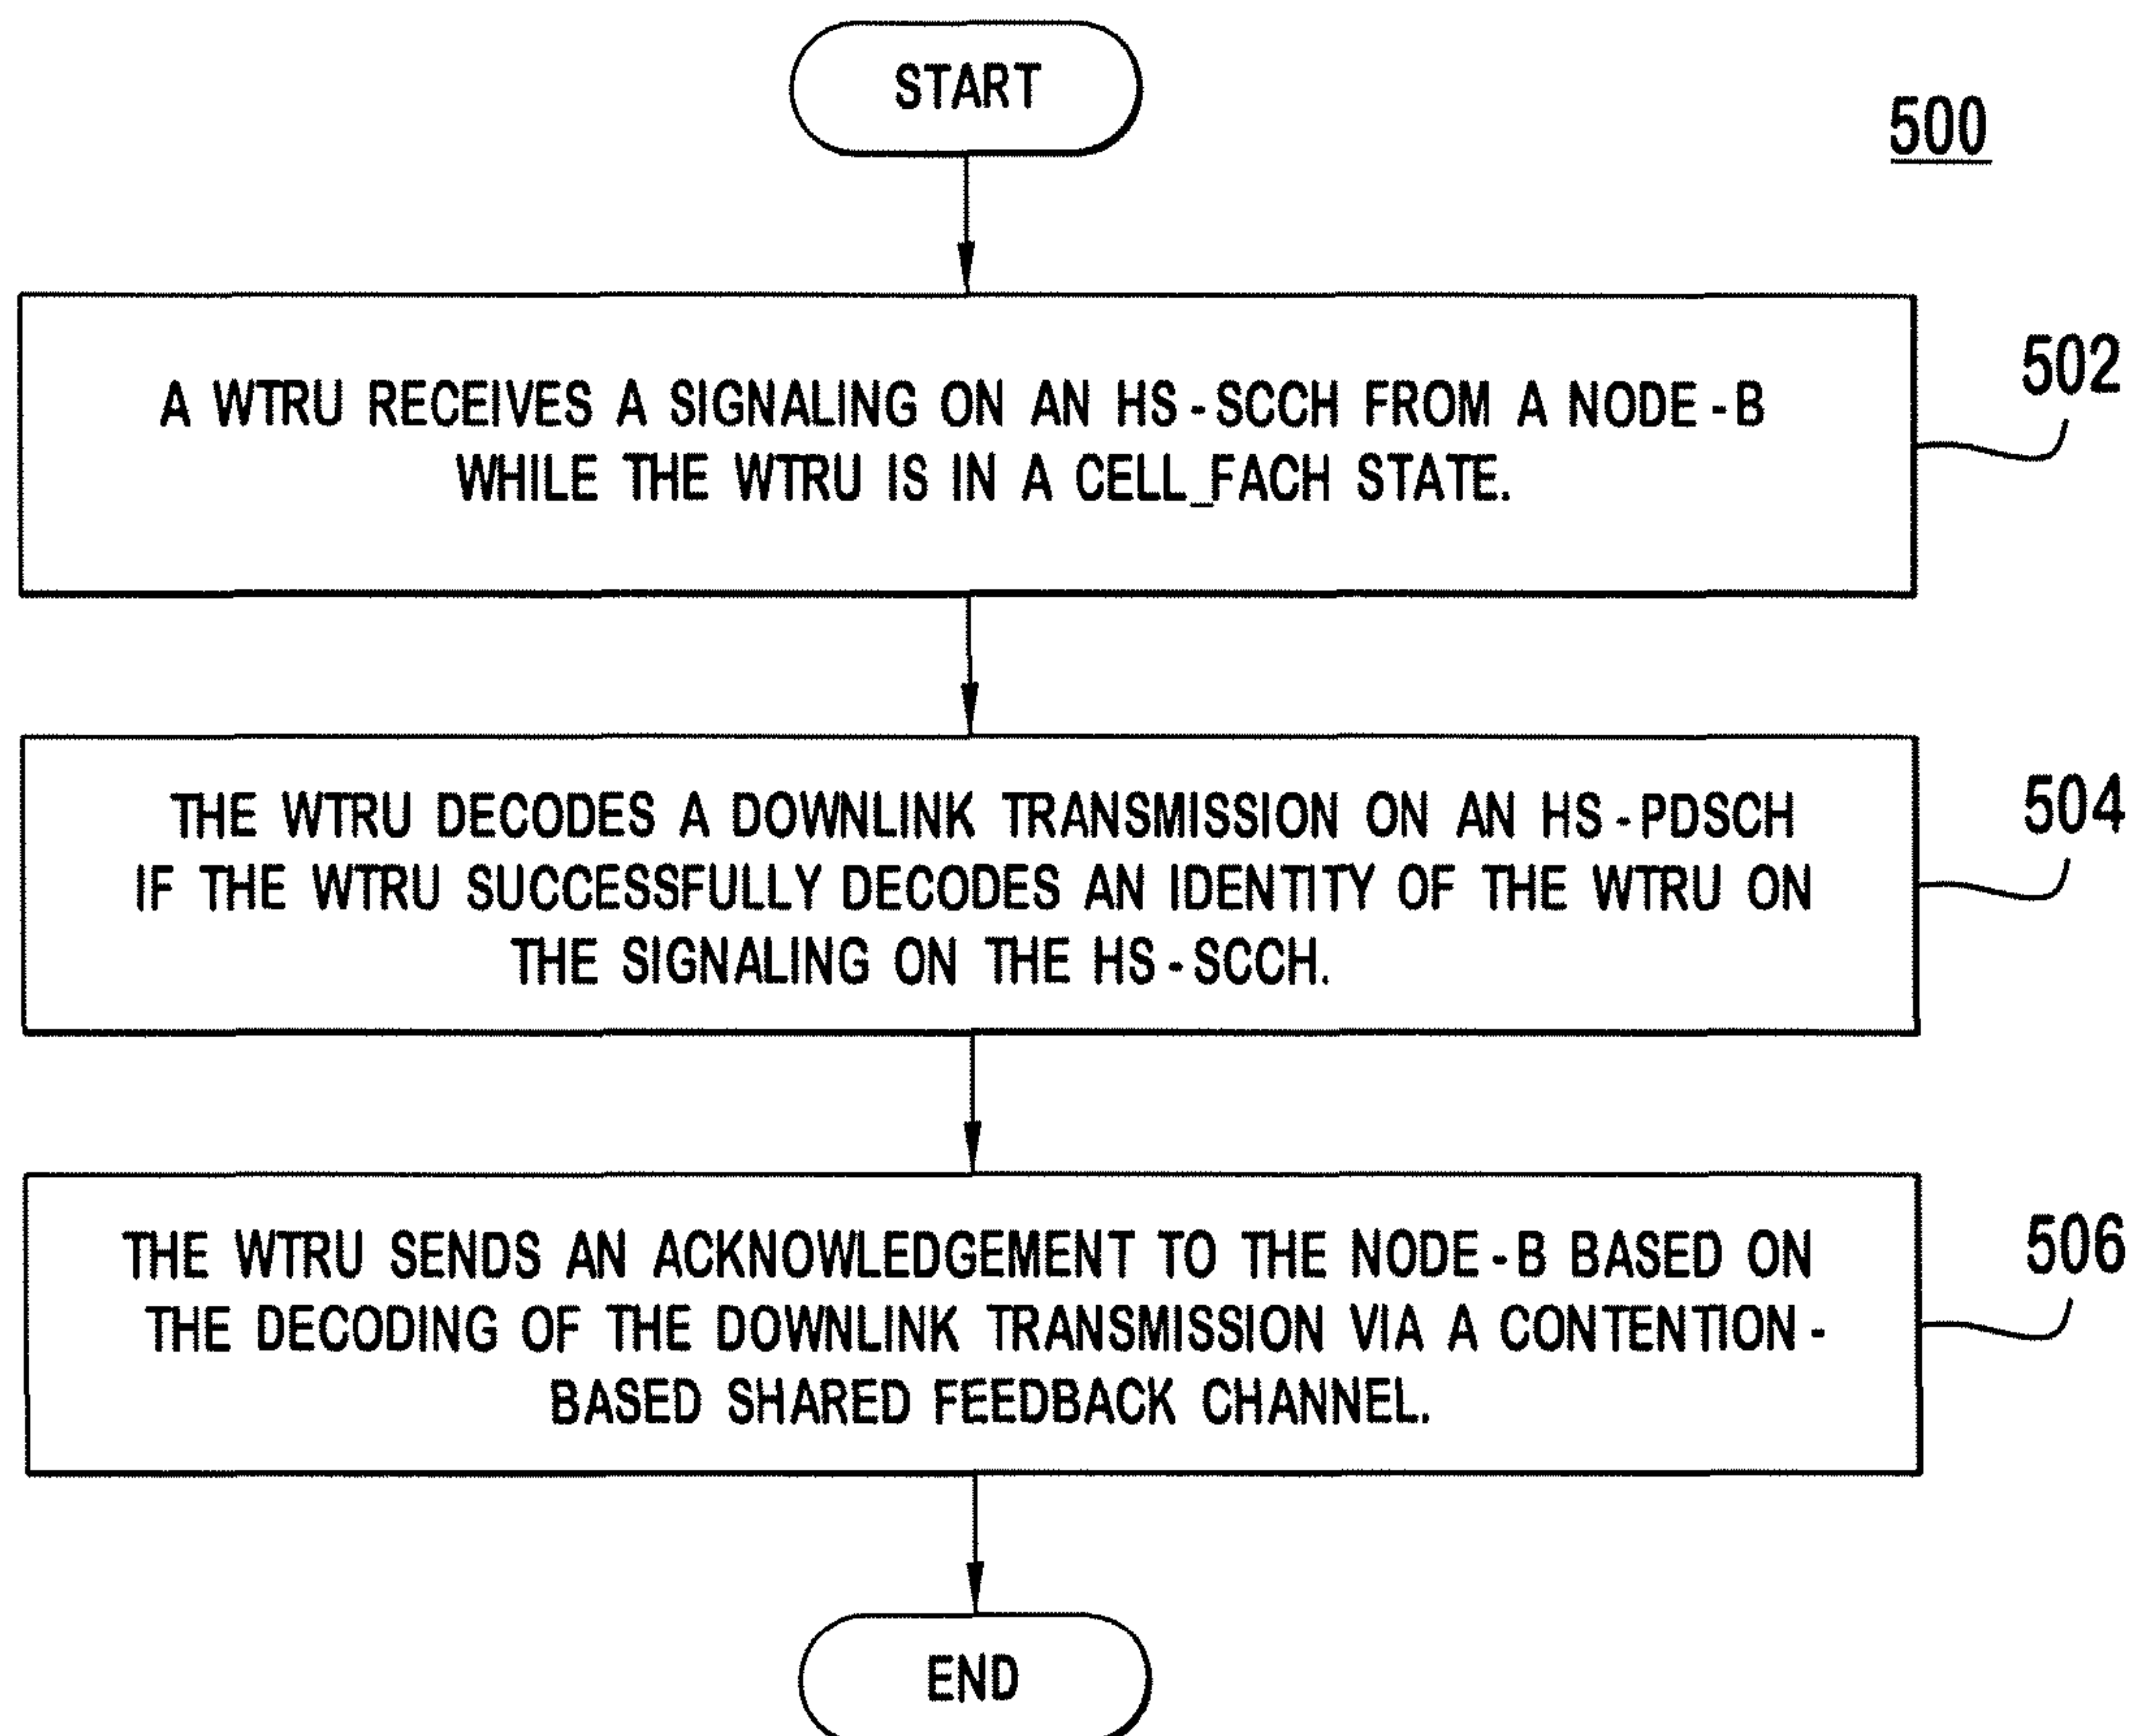 START
500
A WTRU RECEIVES A SIGNALING ON AN HS-SCCH FROM A NODE-B
WHILE THE WTRU IS IN A CELL_FACH STATE.
502
THE WTRU DECODES A DOWNLINK TRANSMISSION ON AN HS-PDSCH
IF THE WTRU SUCCESSFULLY DECODES AN IDENTITY OF THE WTRU ON
THE SIGNALING ON THE HS-SCCH.
504
THE WTRU SENDS AN ACKNOWLEDGEMENT TO THE NODE-B BASED ON
THE DECODING OF THE DOWNLINK TRANSMISSION VIA A CONTENTION-
BASED SHARED FEEDBACK CHANNEL.
506
END